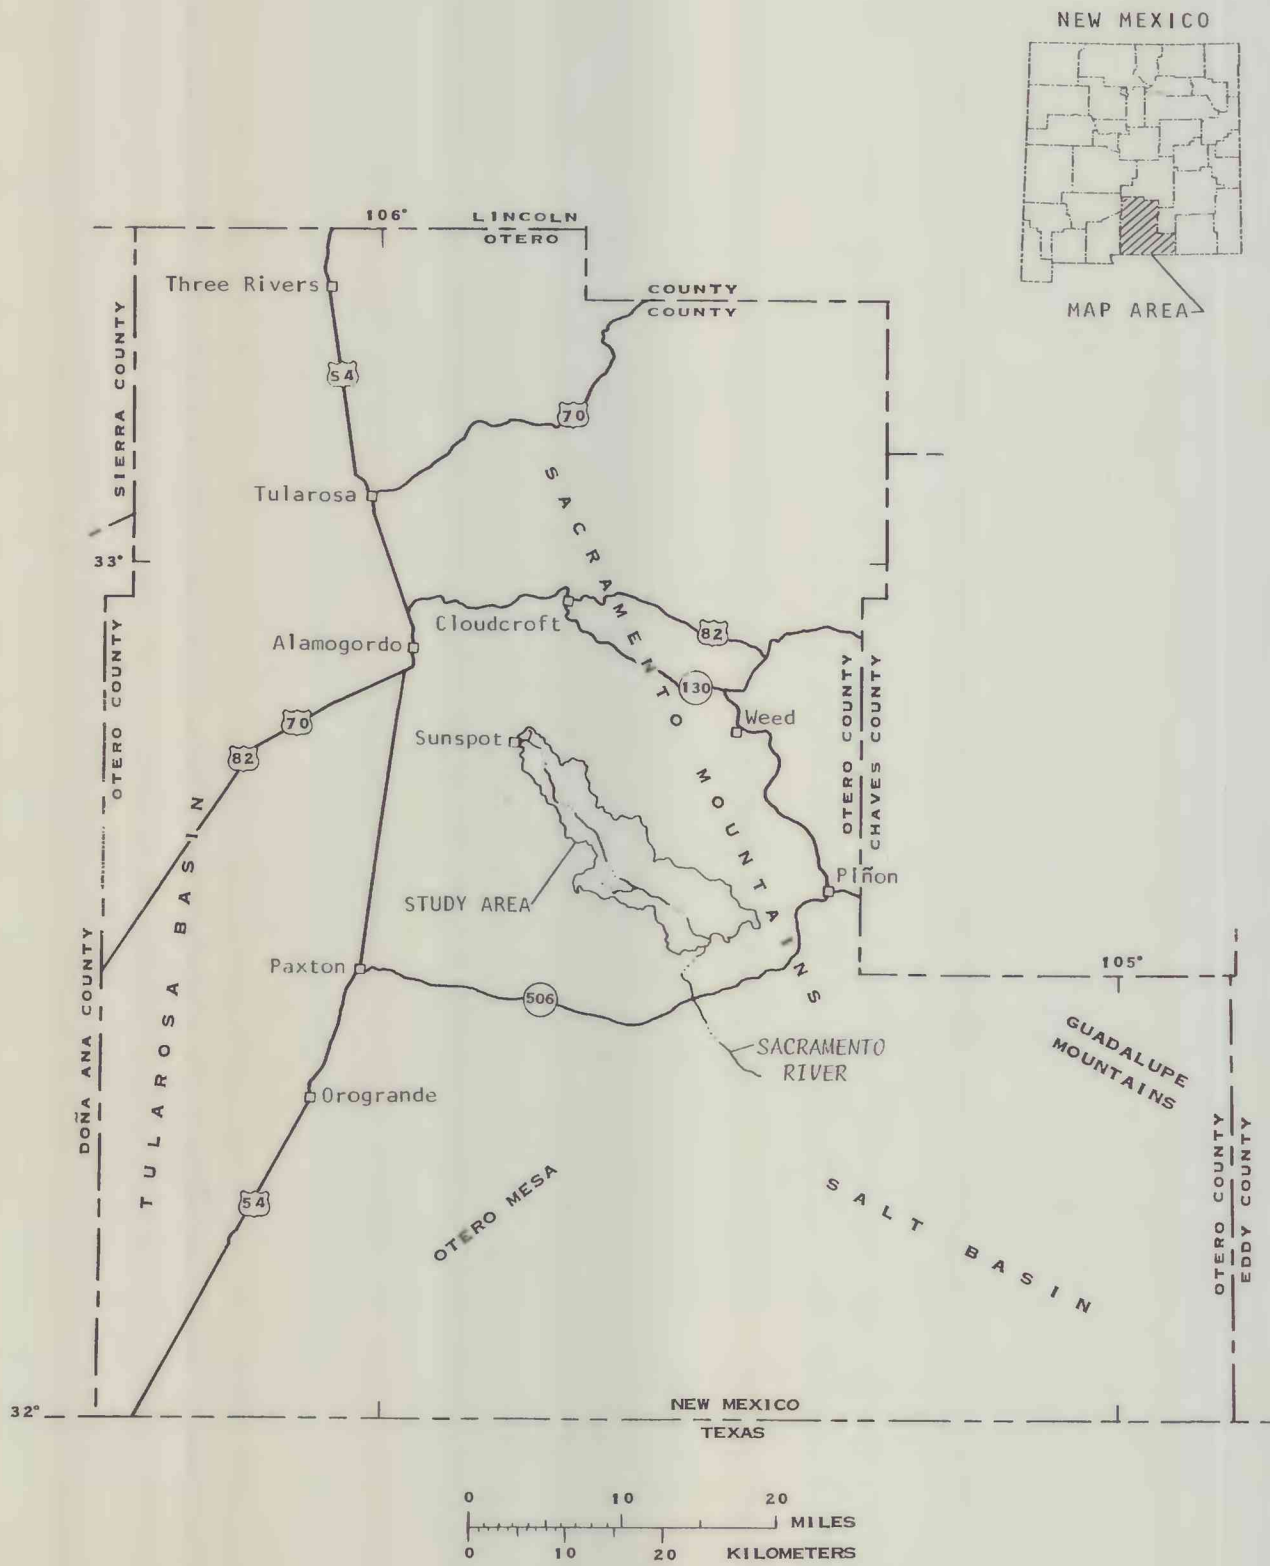 NEW MEXICO
MAP AREA
106°
LINCOLN
OTERO
COUNTY
COUNTY
Three Rivers
SIERRA COUNTY
54
70
Tularosa
SACRAMENTO MOUNTAINS
33°
Cloudcroft
82
Alamogordo
OTERO COUNTY
130
OTERO COUNTY
CHAVES COUNTY
Weed
70
Sunspot
82
TULAROSA BASIN
Piñon
STUDY AREA
DOÑA ANA COUNTY
Paxton
105°
506
GUADALUPE
MOUNTAINS
SACRAMENTO
RIVER
Orogrande
OTERO COUNTY
EDDY COUNTY
54
OTERO MESA
SALT BASIN
32°
NEW MEXICO
TEXAS
0 10 20
MILES
0 10 20 KILOMETERS